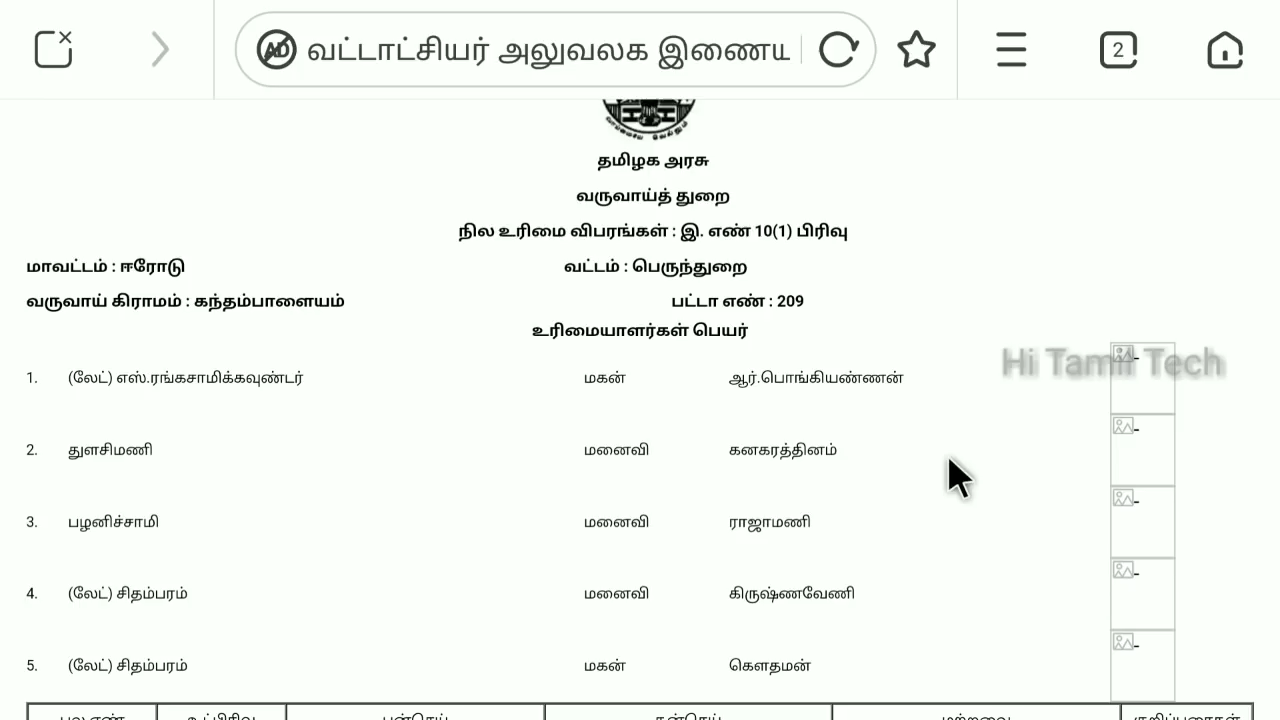 வட்டாட்சியர் அலுவலக இணைய
2
தமிழக அரசு
வருவாய்த் துறை
நில உரிமை விபரங்கள் : இ. எண் 10(1) பிரிவு
மாவட்டம் : ஈரோடு வட்டம் : பெருந்துறை
வருவாய் கிராமம் : கந்தம்பாளையம் பட்டா எண் : 209
உரிமையாளர்கள் பெயர்
Hi Tamil Tech
1. (லேட்) எஸ்.ரங்கசாமிக்கவுண்டர் மகன் ஆர்.பொங்கியண்ணன் -
2. துளசிமணி மனைவி கனகரத்தினம் -
3. பழனிச்சாமி மனைவி ராஜாமணி -
4. (லேட்) சிதம்பரம் மனைவி கிருஷ்ணவேணி -
5. (லேட்) சிதம்பரம் மகன் கௌதமன் -